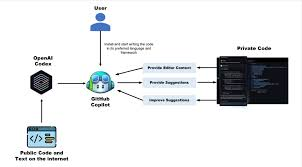 User
Install and start writing the code
in its preferred language and
framework
OpenAI
Codex
Private Code
Provide Editor Context
Provide Suggestions
Improve Suggestions
GitHub
Copilot
Public Code and
Text on the internet